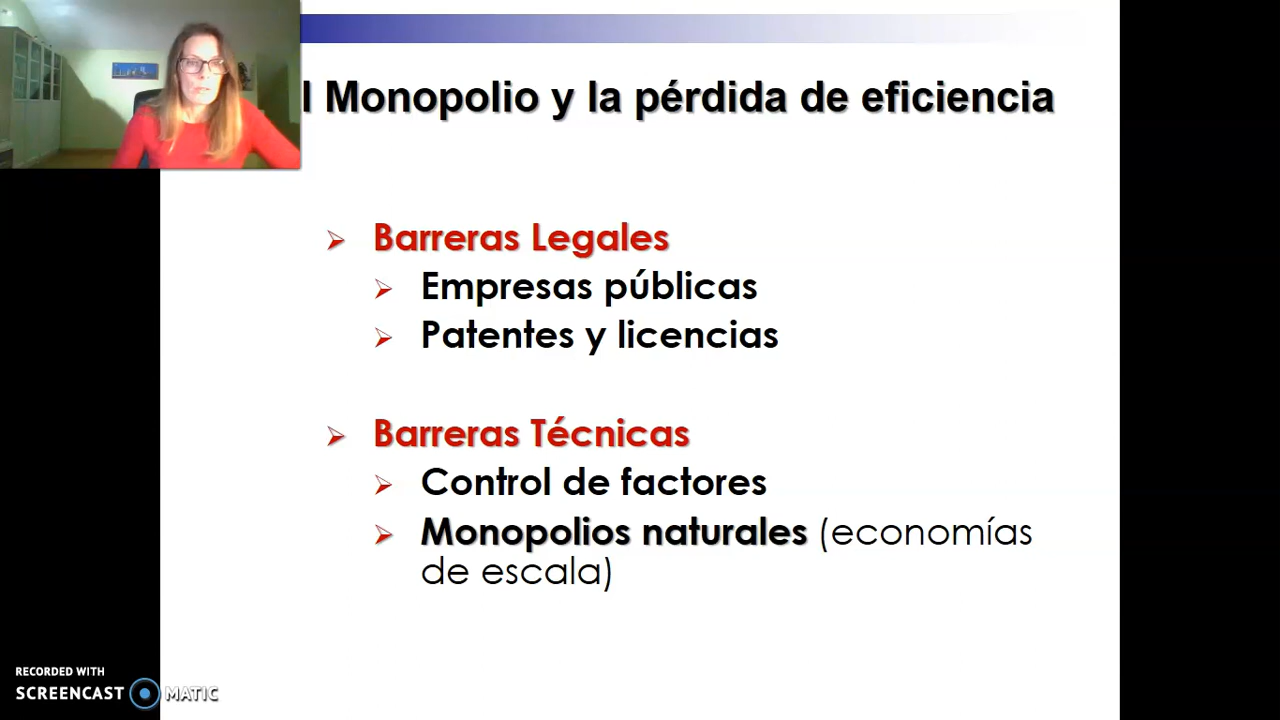 l Monopolio y la pérdida de eficiencia
Barreras Legales
Empresas públicas
Patentes y licencias
Barreras Técnicas
Control de factores
Monopolios naturales (economías
de escala)
RECORDED WITH
SCREENCAST MATIC